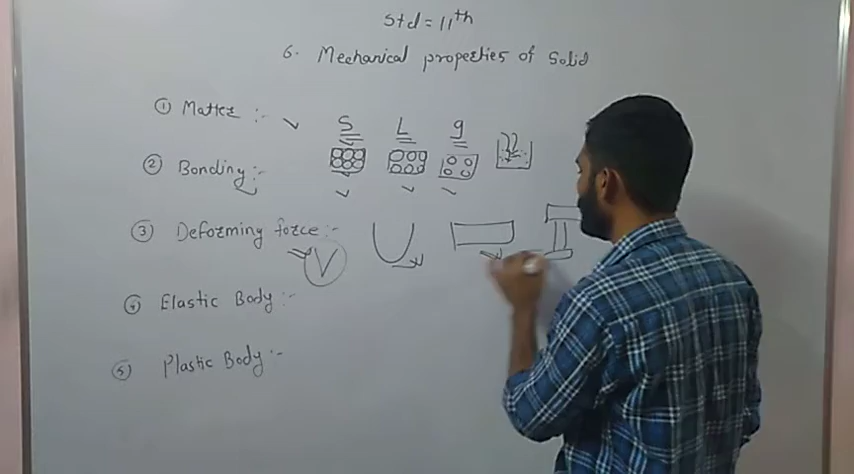 Std = 11th
6. Mechanical properties of Solid
① Matter :-
S L g
② Bonding :-
③ Deforming force :-
④ Elastic Body :-
⑤ Plastic Body :-